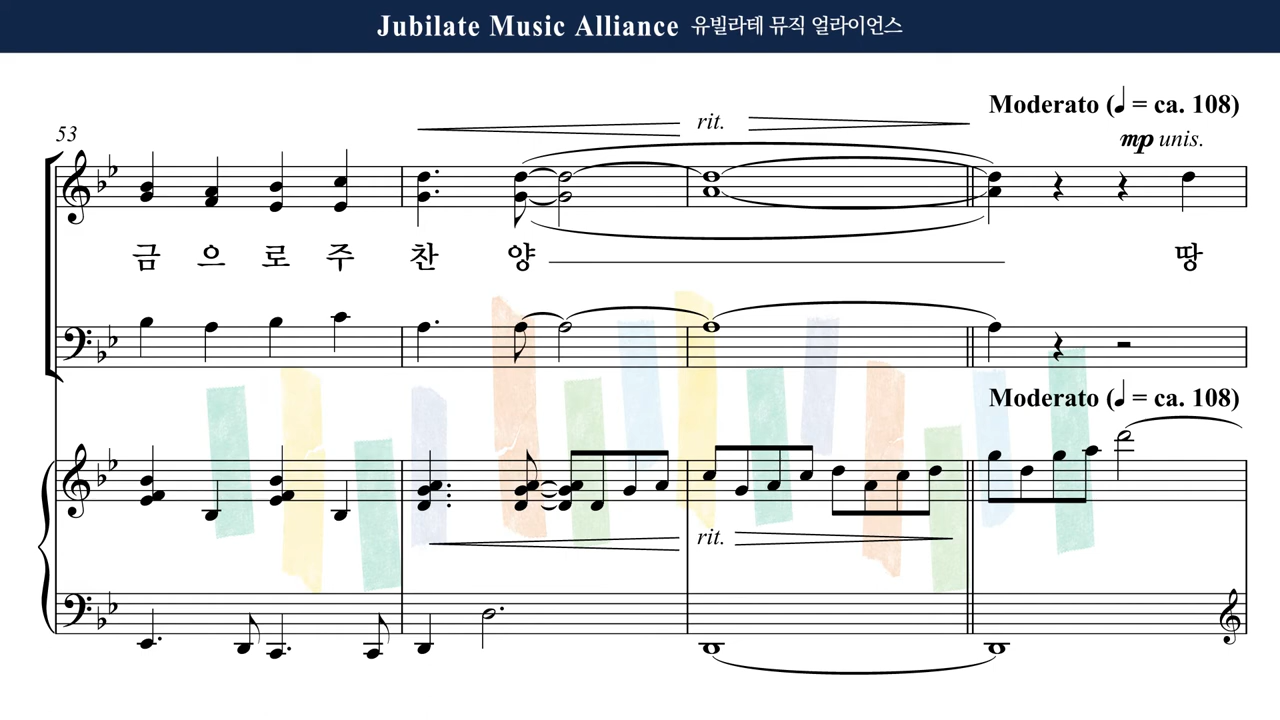 Jubilate Music Alliance 유빌라테 뮤직 얼라이언스
Moderato (♩ = ca. 108)
53
rit.
mp unis.
금 으 로 주 찬 양 땅
Moderato (♩ = ca. 108)
rit.